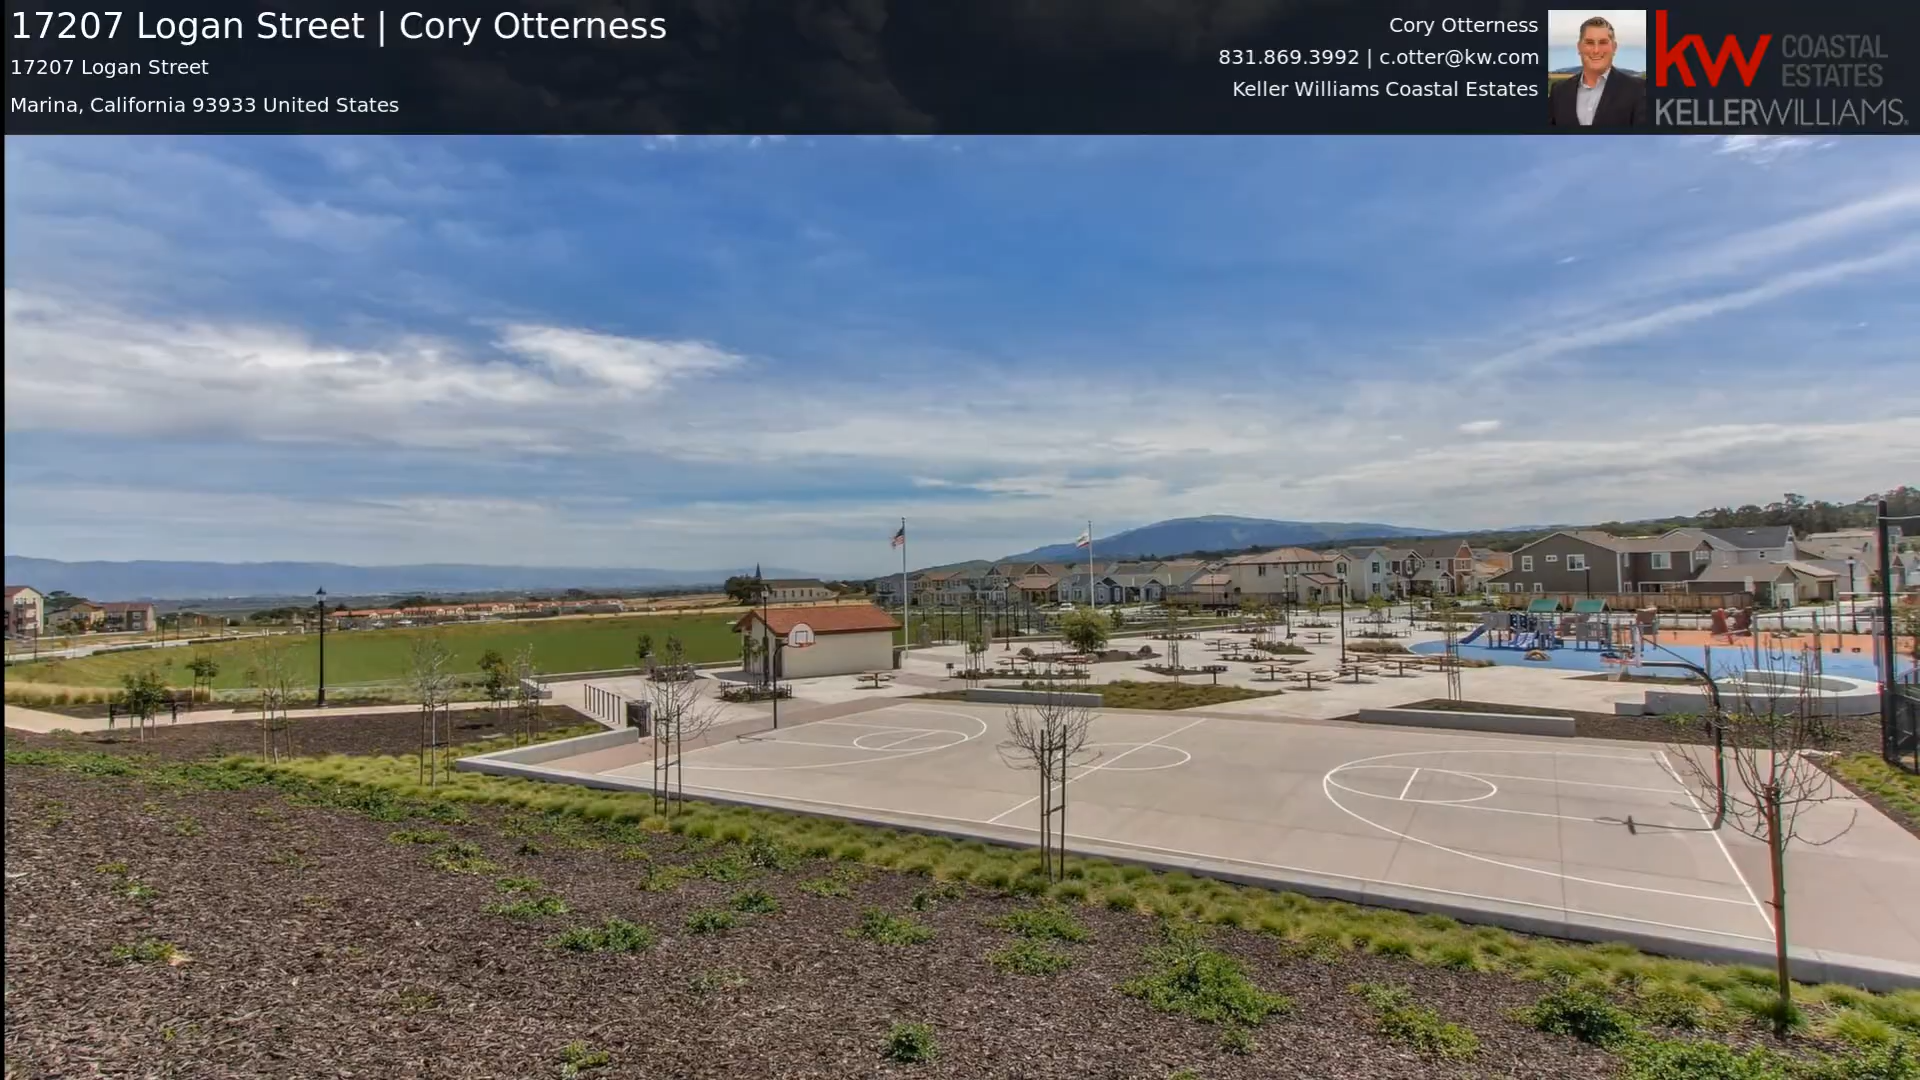 17207 Logan Street | Cory Otterness
17207 Logan Street
Marina, California 93933 United States
Cory Otterness
831.869.3992 | c.otter@kw.com
Keller Williams Coastal Estates
kw COASTAL
ESTATES
KELLERWILLIAMS.